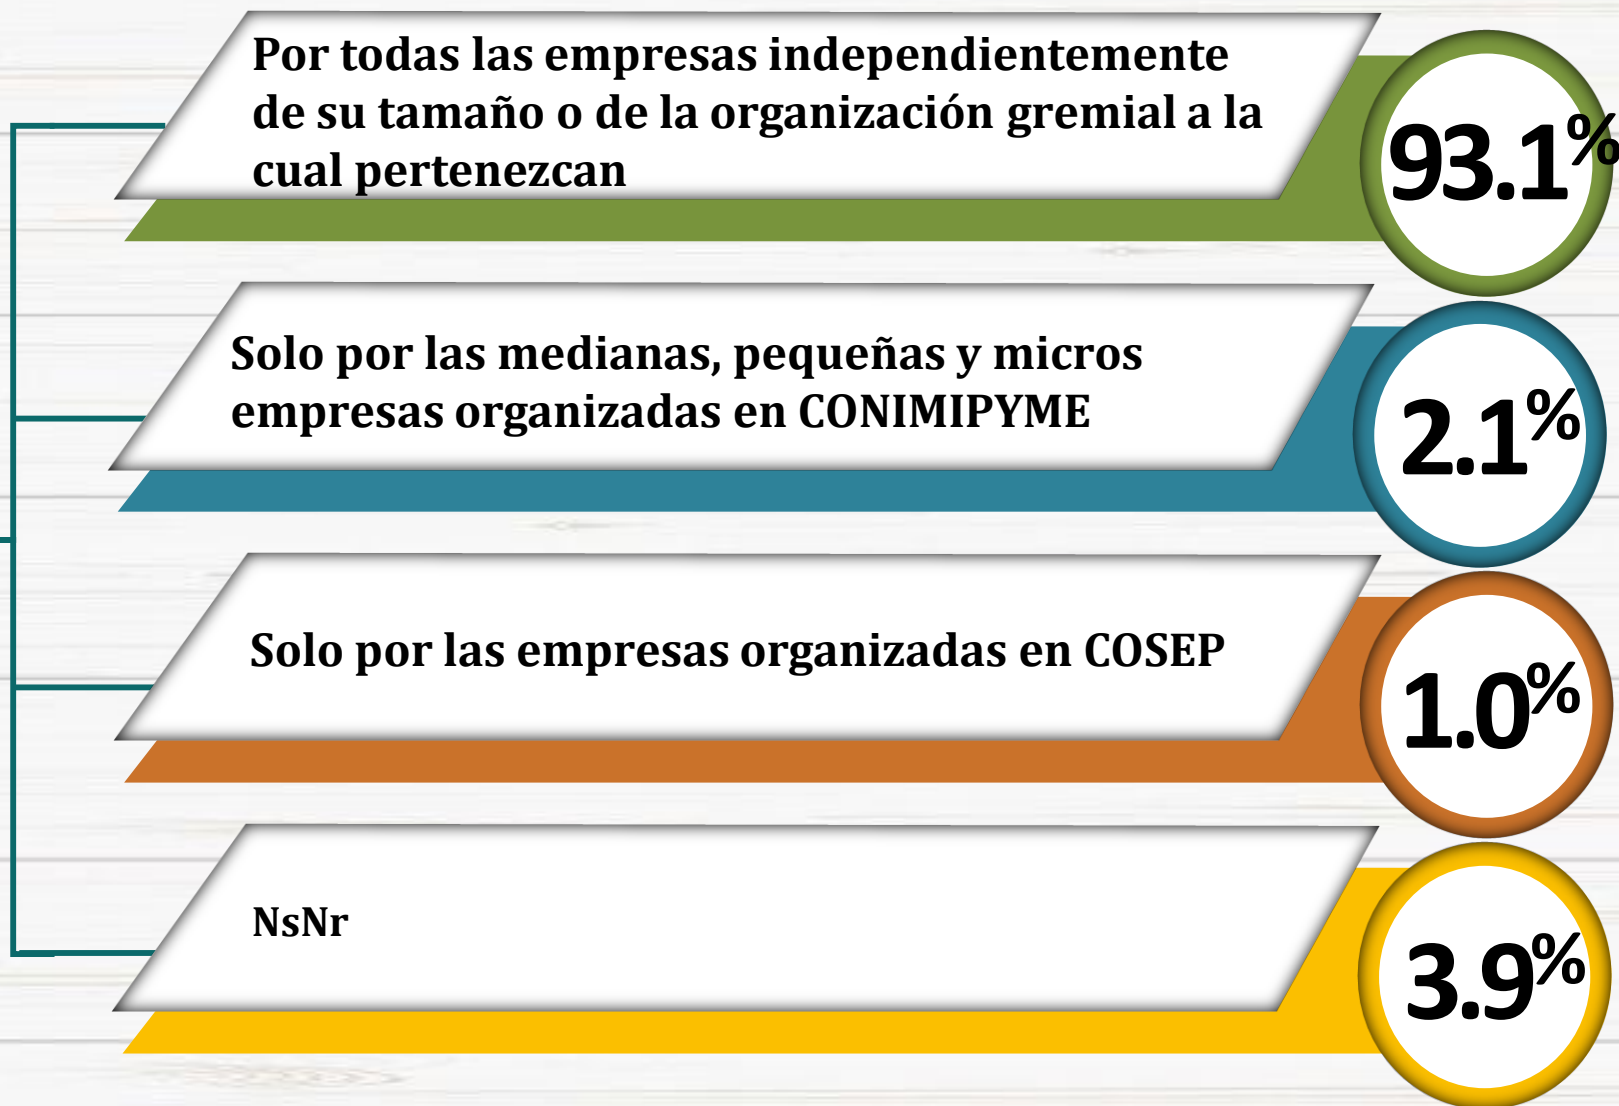 Por todas las empresas independientemente
de su tamaño o de la organización gremial a la
cual pertenezcan
93.1%
Solo por las medianas, pequeñas y micros
empresas organizadas en CONIMIPYME
2.1%
Solo por las empresas organizadas en COSEP
1.0%
NsNr
3.9%